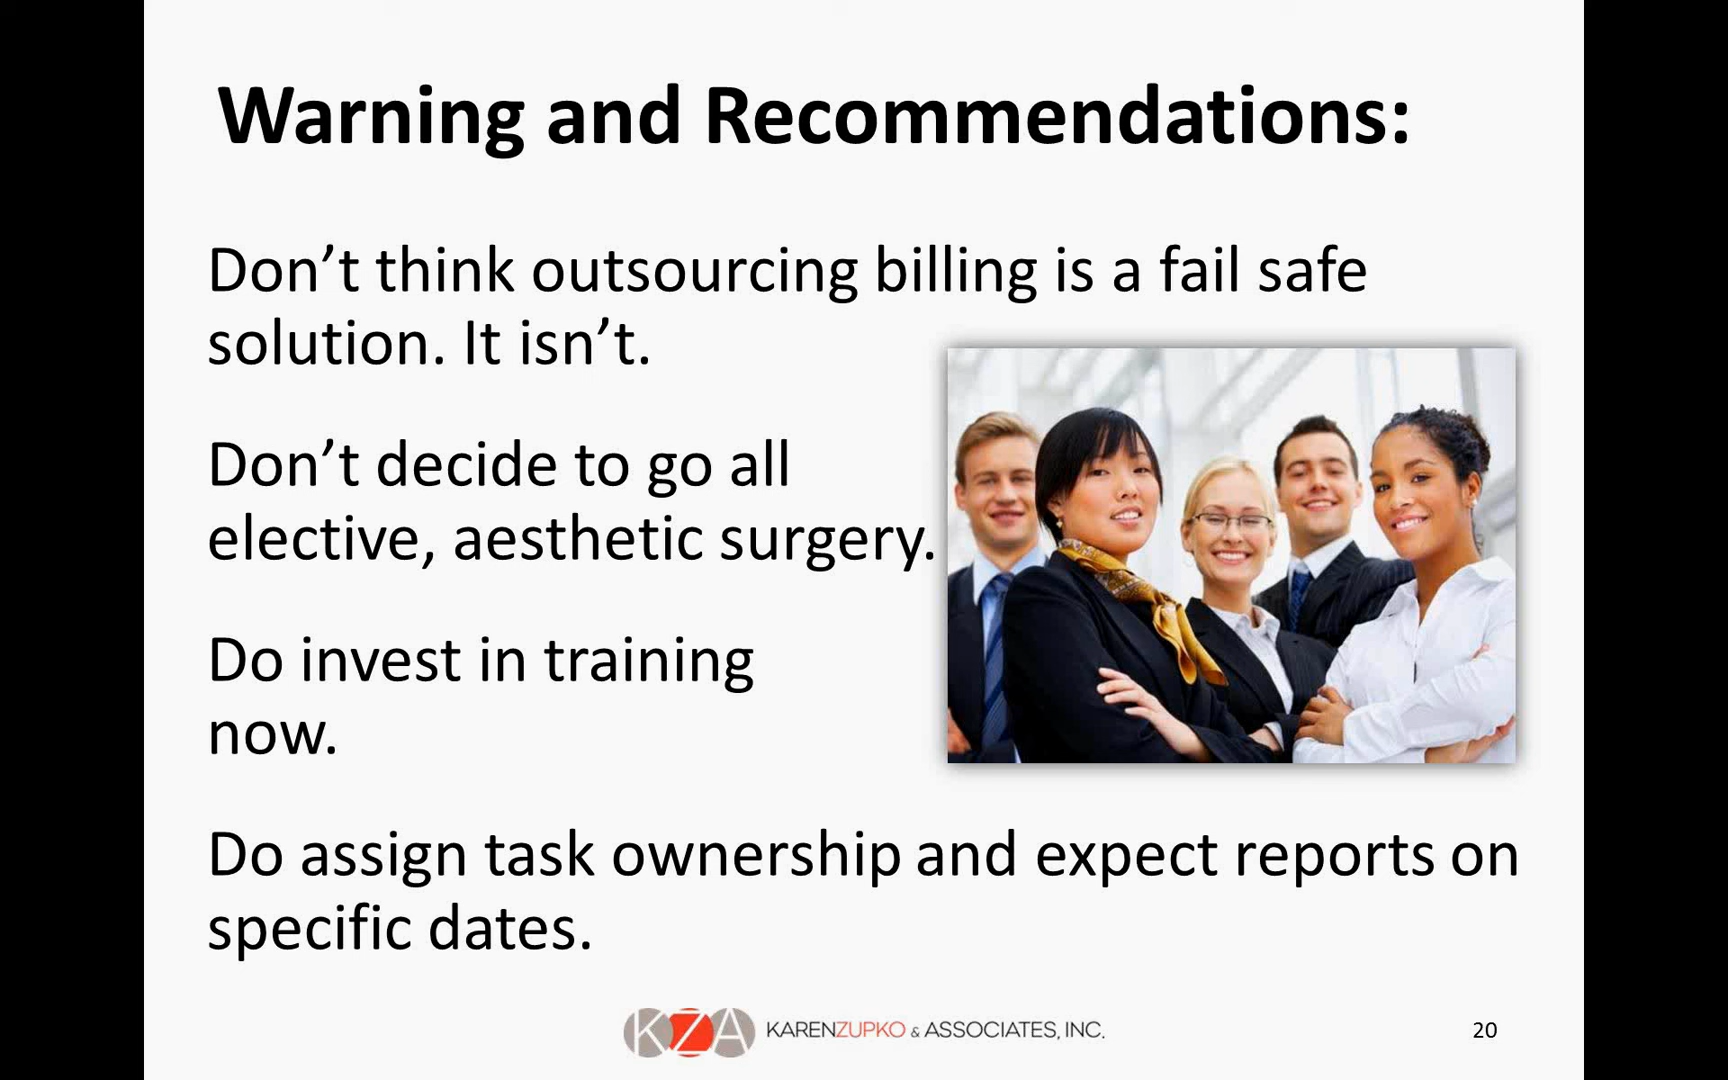 Warning and Recommendations:
Don’t think outsourcing billing is a fail safe
solution. It isn’t.
Don’t decide to go all
elective, aesthetic surgery.
Do invest in training
now.
Do assign task ownership and expect reports on
specific dates.
KZA KARENZUPKO & ASSOCIATES, INC.
20